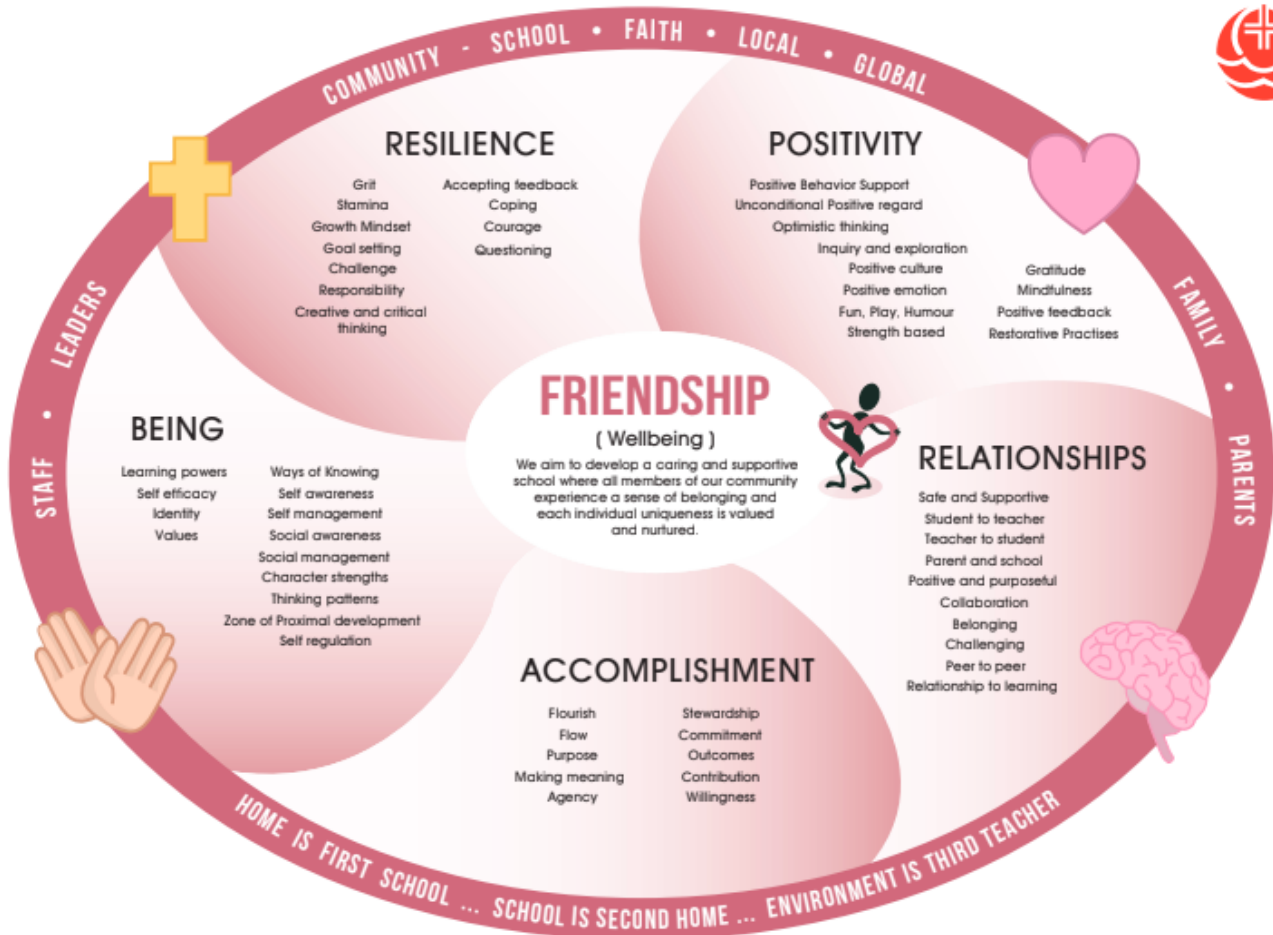 COMMUNITY - SCHOOL • FAITH • LOCAL • GLOBAL
FAMILY • PARENTS
STAFF • LEADERS
HOME IS FIRST SCHOOL ... SCHOOL IS SECOND HOME ... ENVIRONMENT IS THIRD TEACHER
RESILIENCE
Grit
Stamina
Growth Mindset
Goal setting
Challenge
Responsibility
Creative and critical
thinking
Accepting feedback
Coping
Courage
Questioning
POSITIVITY
Positive Behavior Support
Unconditional Positive regard
Optimistic thinking
Inquiry and exploration
Positive culture
Positive emotion
Fun, Play, Humour
Strength based
Gratitude
Mindfulness
Positive feedback
Restorative Practises
FRIENDSHIP
( Wellbeing )
We aim to develop a caring and supportive
school where all members of our community
experience a sense of belonging and
each individual uniqueness is valued
and nurtured.
BEING
Learning powers
Self efficacy
Identity
Values
Ways of Knowing
Self awareness
Self management
Social awareness
Social management
Character strengths
Thinking patterns
Zone of Proximal development
Self regulation
RELATIONSHIPS
Safe and Supportive
Student to teacher
Teacher to student
Parent and school
Positive and purposeful
Collaboration
Belonging
Challenging
Peer to peer
Relationship to learning
ACCOMPLISHMENT
Flourish
Flow
Purpose
Making meaning
Agency
Stewardship
Commitment
Outcomes
Contribution
Willingness